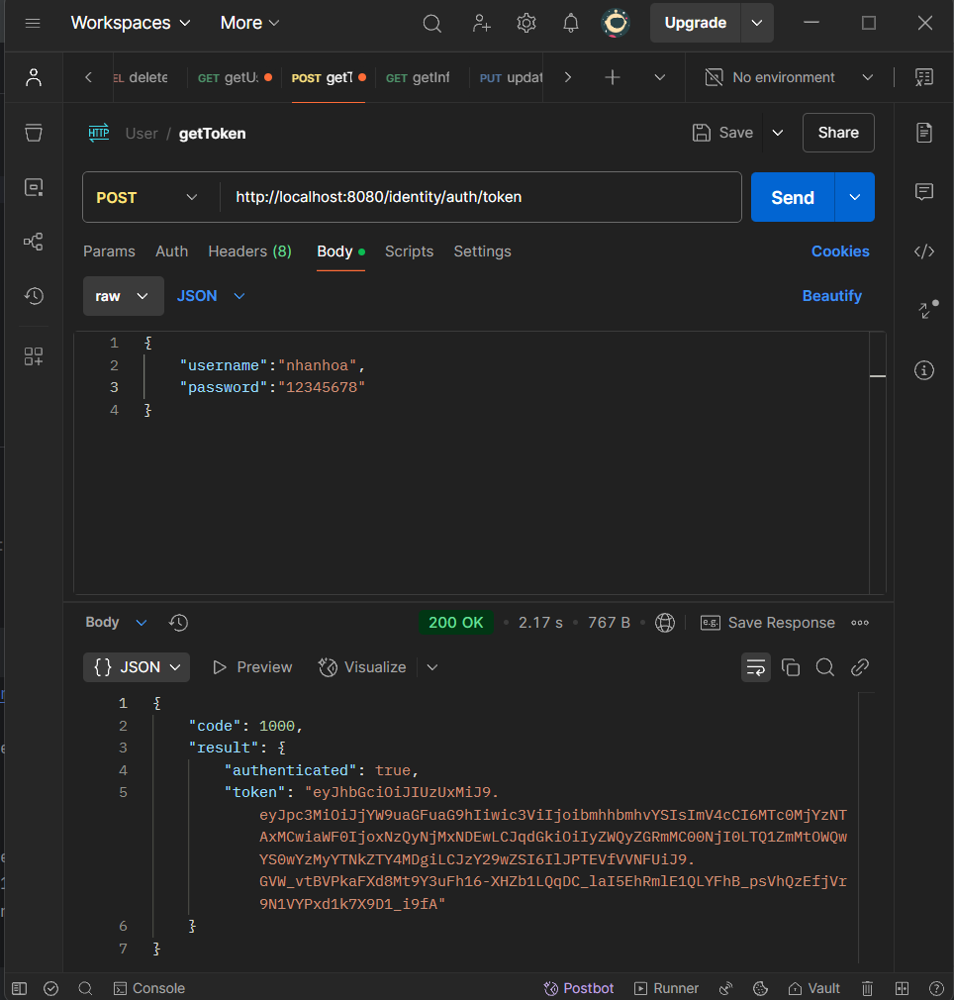 Workspaces More Upgrade
EL delete GET getUs POST getT GET getInf PUT updat No environment
HTTP User / getToken Save Share
POST http://localhost:8080/identity/auth/token Send
Params Auth Headers (8) Body Scripts Settings Cookies
raw JSON Beautify
1 {
2 "username":"nhanhoa",
3 "password":"12345678"
4 }
Body 200 OK • 2.17 s • 767 B e.g. Save Response
{} JSON Preview Visualize
1 {
2 "code": 1000,
3 "result": {
4 "authenticated": true,
5 "token": "eyJhbGciOiJIUzUxMiJ9.
eyJpc3MiOiJjYW9uaGFuaG9hIiwic3ViIjoibmhhbmhvYSIsImV4cCI6MTc0MjYzNT
AxMCwiaWF0IjoxNzQyNjMxNDEwLCJqdGkiOiIyZWQyZGRmMC00NjI0LTQ1ZmMtOWQw
YS0wYzMyYTNkZTY4MDgiLCJzY29wZSI6IlJPTEVfVVNFUiJ9.
GVW_vtBVPkaFXd8Mt9Y3uFh16-XHZb1LQqDC_laI5EhRmlE1QLYFhB_psVhQzEfjVr
9N1VYPxd1k7X9D1_i9fA"
6 }
7 }
Console Postbot Runner Vault